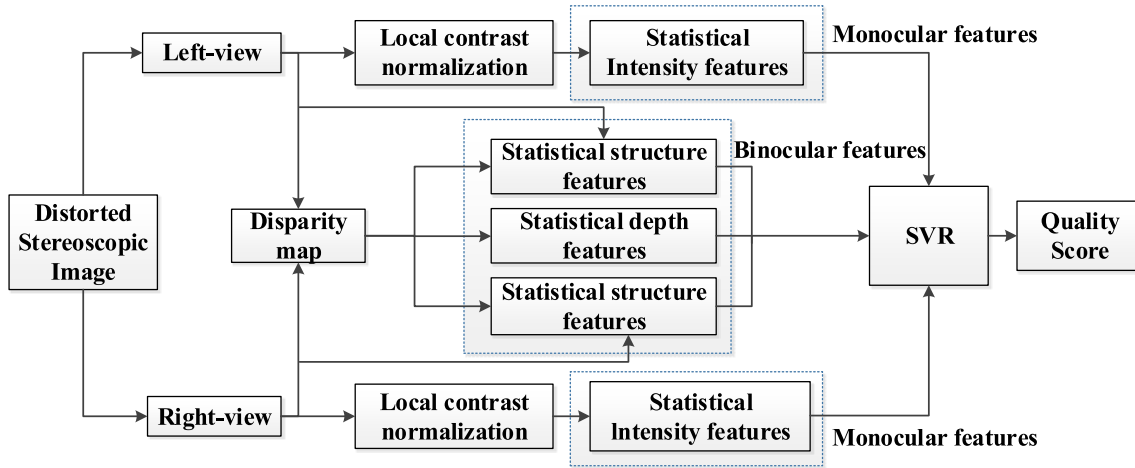 Left-view
Local contrast
normalization
Statistical
Intensity features
Monocular features
Statistical structure
features
Binocular features
Distorted
Stereoscopic
Image
Disparity
map
Statistical depth
features
SVR
Quality
Score
Statistical structure
features
Right-view
Local contrast
normalization
Statistical
lntensity features
Monocular features